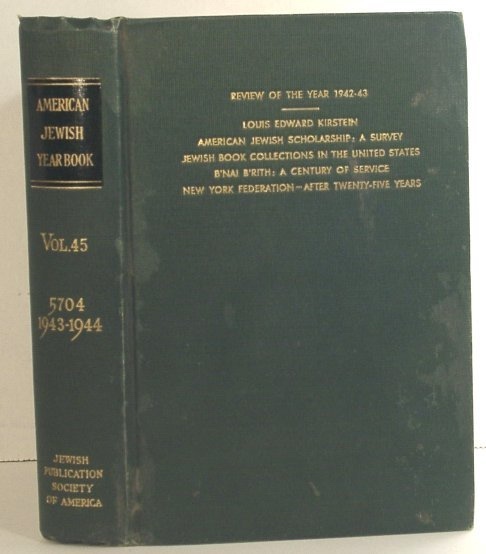 AMERICAN
JEWISH
YEAR BOOK
VOL. 45
5704
1943-1944
JEWISH
PUBLICATION
SOCIETY
OF AMERICA
REVIEW OF THE YEAR 1942-43
LOUIS EDWARD KIRSTEIN
AMERICAN JEWISH SCHOLARSHIP: A SURVEY
JEWISH BOOK COLLECTIONS IN THE UNITED STATES
B'NAI B'RITH: A CENTURY OF SERVICE
NEW YORK FEDERATION—AFTER TWENTY-FIVE YEARS